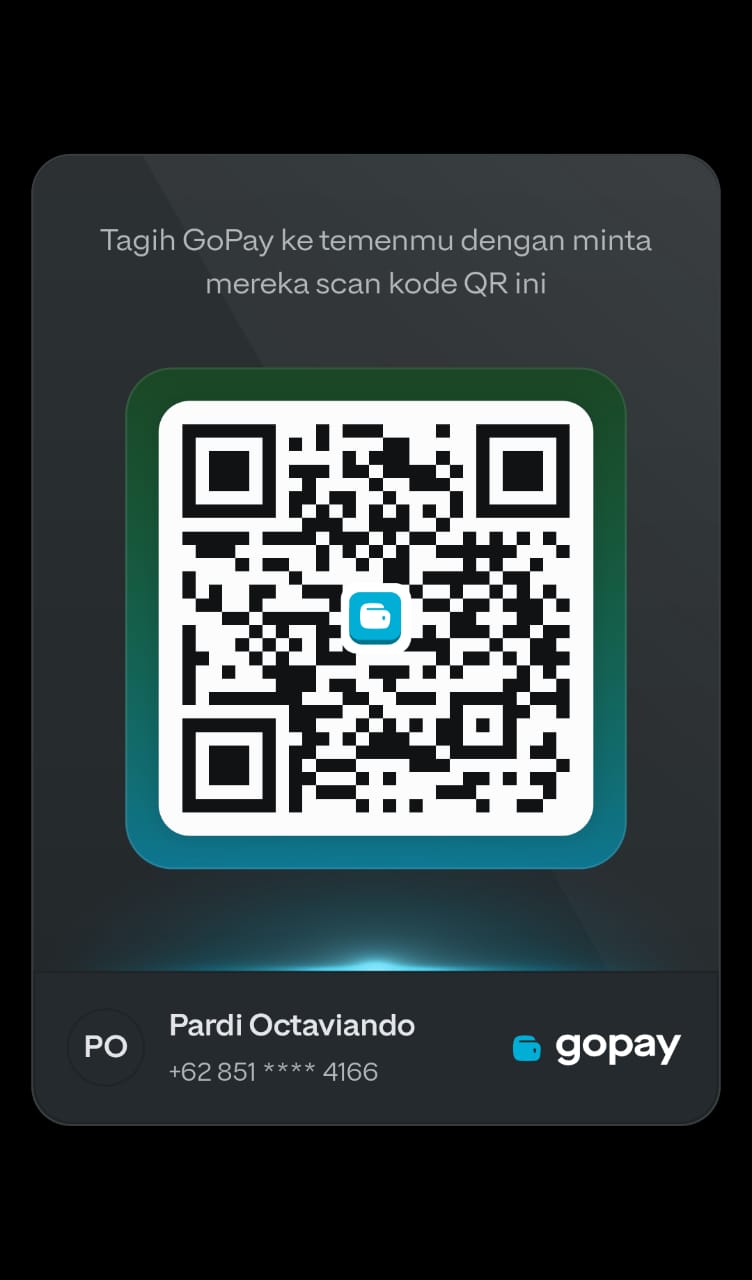 Tagih GoPay ke temenmu dengan minta
mereka scan kode QR ini
PO
Pardi Octaviando
+62 851 **** 4166
gopay